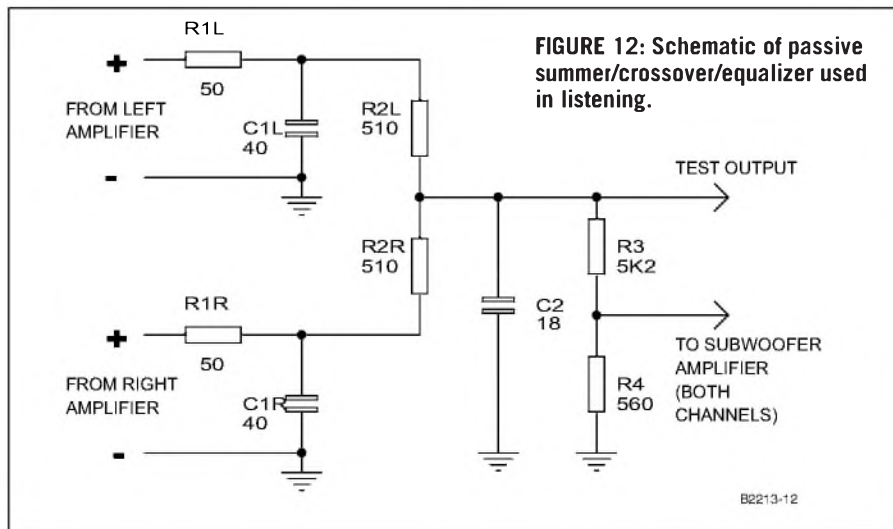 FIGURE 12: Schematic of passive
summer/crossover/equalizer used
in listening.
R1L
+
50
FROM LEFT
AMPLIFIER
C1L
40
-
R2L
510
TEST OUTPUT
R2R
510
R3
5K2
R1R
+
50
C2
18
TO SUBWOOFER
AMPLIFIER
(BOTH
CHANNELS)
FROM RIGHT
AMPLIFIER
C1R
40
-
R4
560
B2213-12